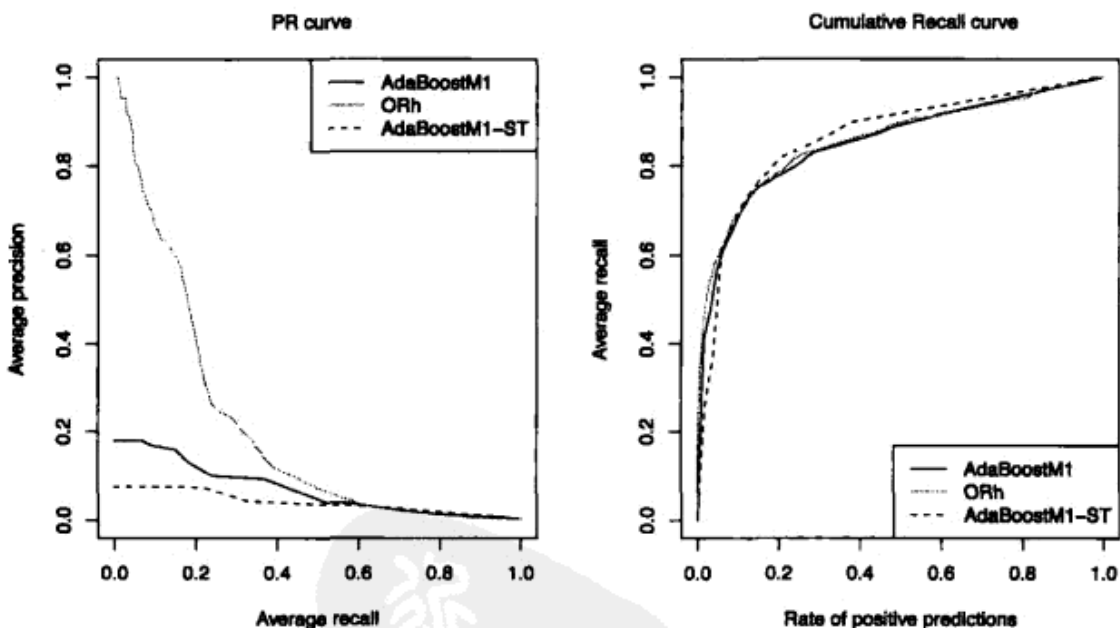 PR curve
Average precision
1.0
0.8
0.6
0.4
0.2
0.0
AdaBoostM1
ORh
AdaBoostM1-ST
0.0 0.2 0.4 0.6 0.8 1.0
Average recall
Cumulative Recall curve
Average recall
1.0
0.8
0.6
0.4
0.2
0.0
AdaBoostM1
ORh
AdaBoostM1-ST
0.0 0.2 0.4 0.6 0.8 1.0
Rate of positive predictions